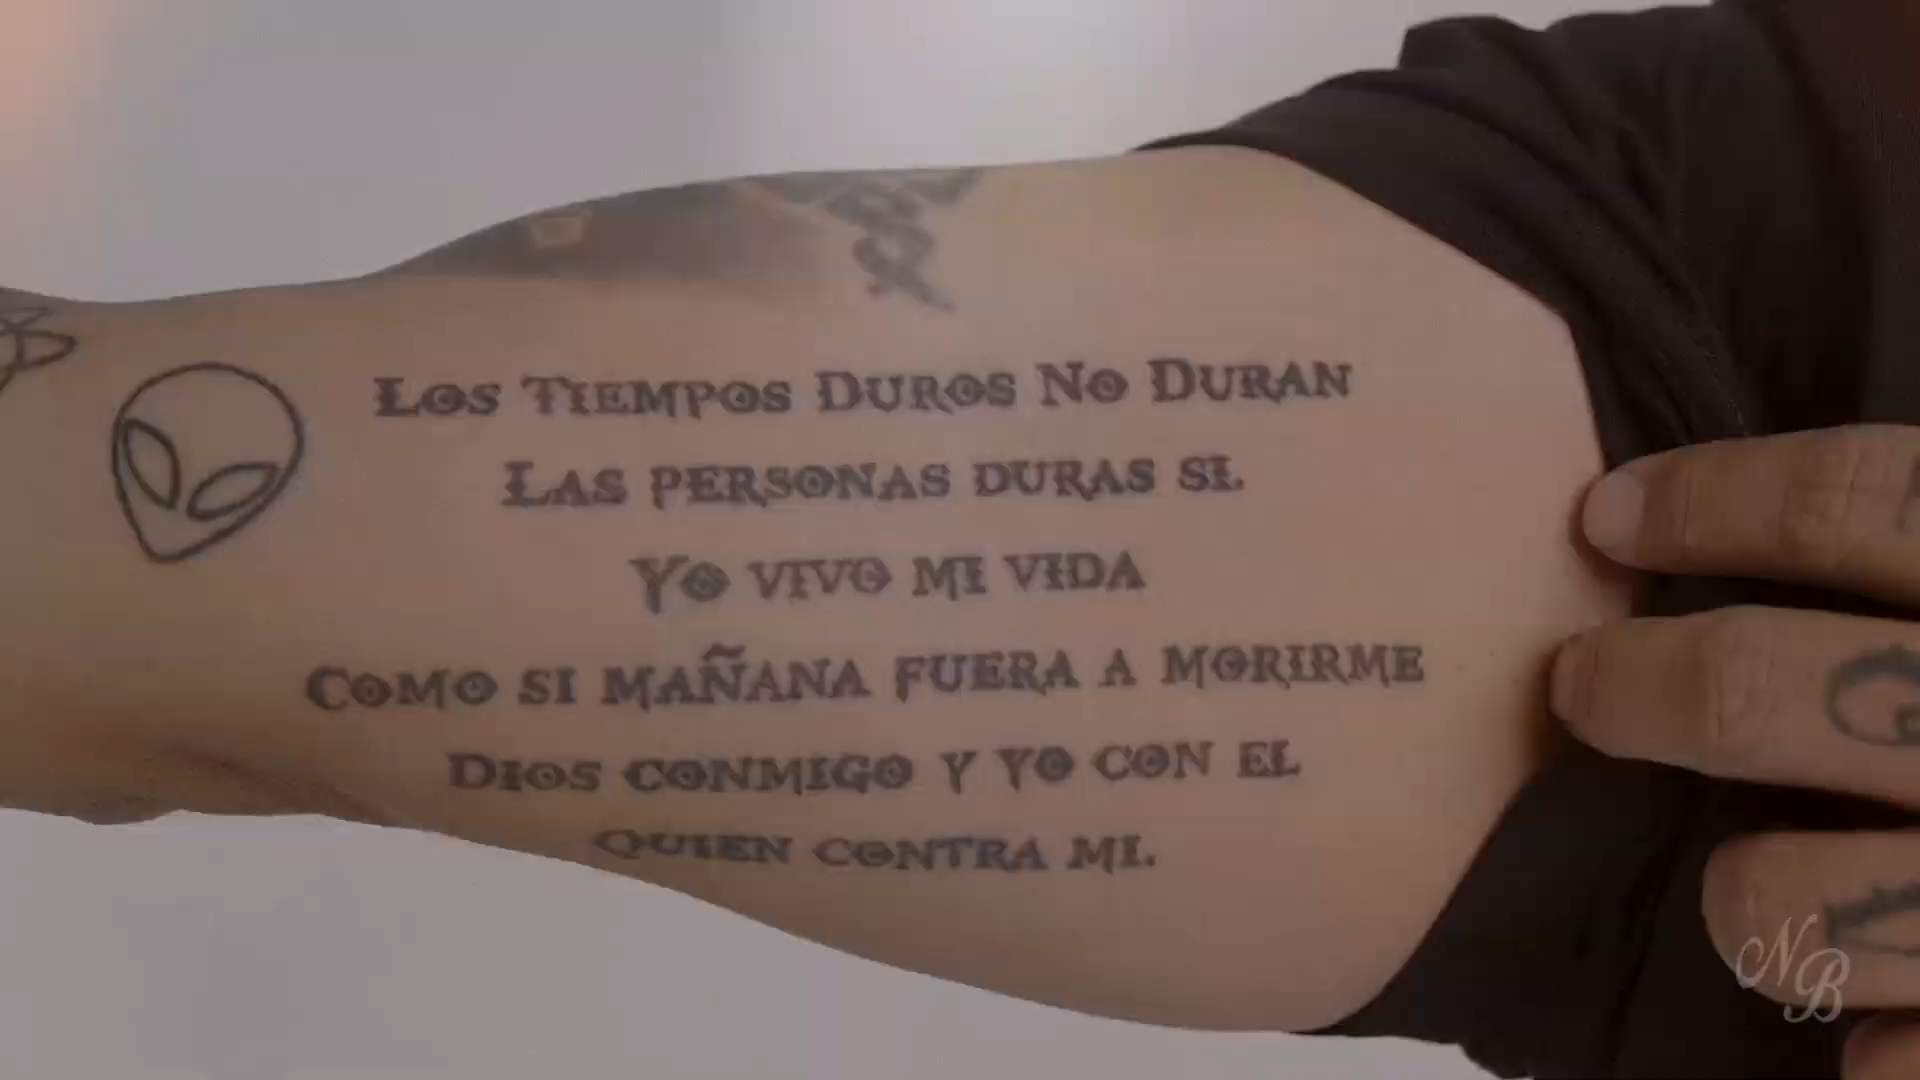 Los Tiempos Duros No Duran
Las personas duras si.
Yo vivo mi vida
Como si mañana fuera a morirme
Dios conmigo y yo con el
Quien contra mi.
NB